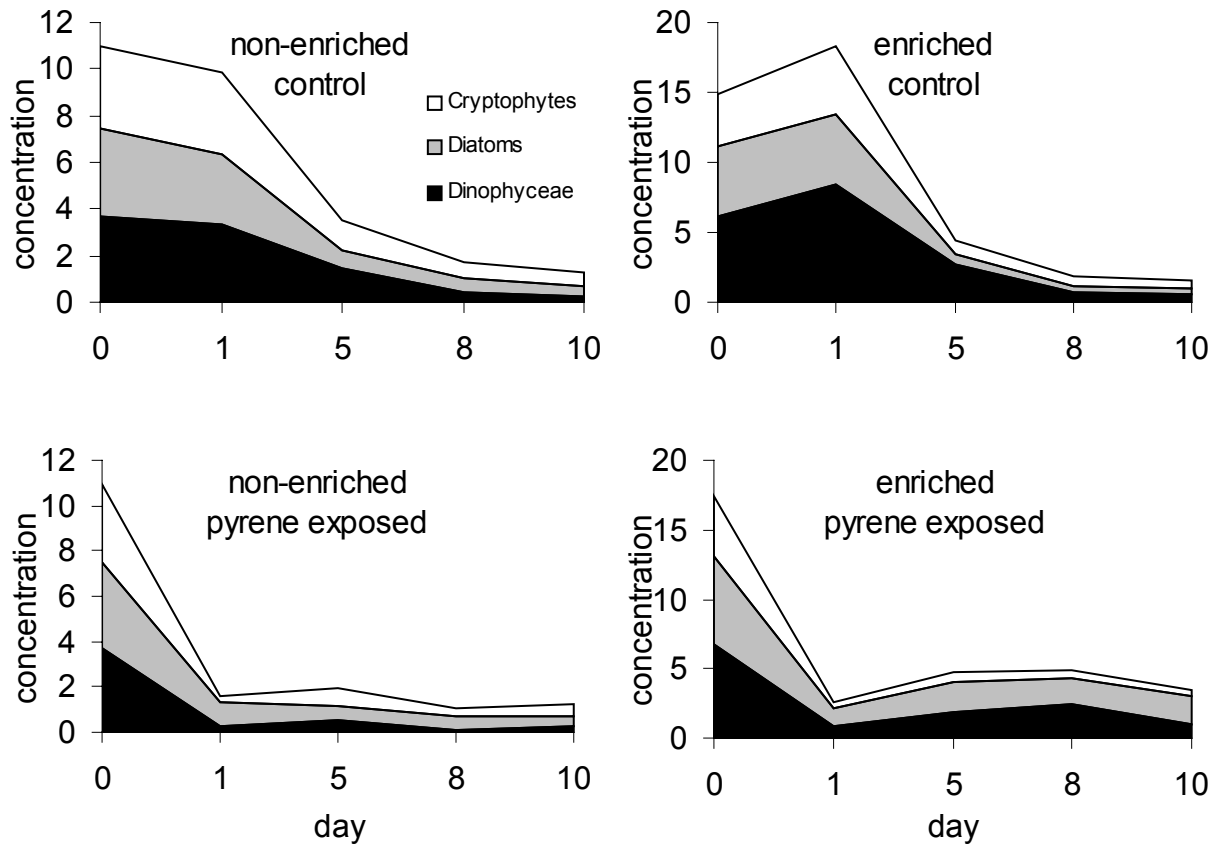 non-enriched
control
concentration
12
10
8
6
4
2
0
0 1 5 8 10
Cryptophytes
Diatoms
Dinophyceae
enriched
control
concentration
20
15
10
5
0
0 1 5 8 10
non-enriched
pyrene exposed
concentration
12
10
8
6
4
2
0
0 1 5 8 10
day
enriched
pyrene exposed
concentration
20
15
10
5
0
0 1 5 8 10
day